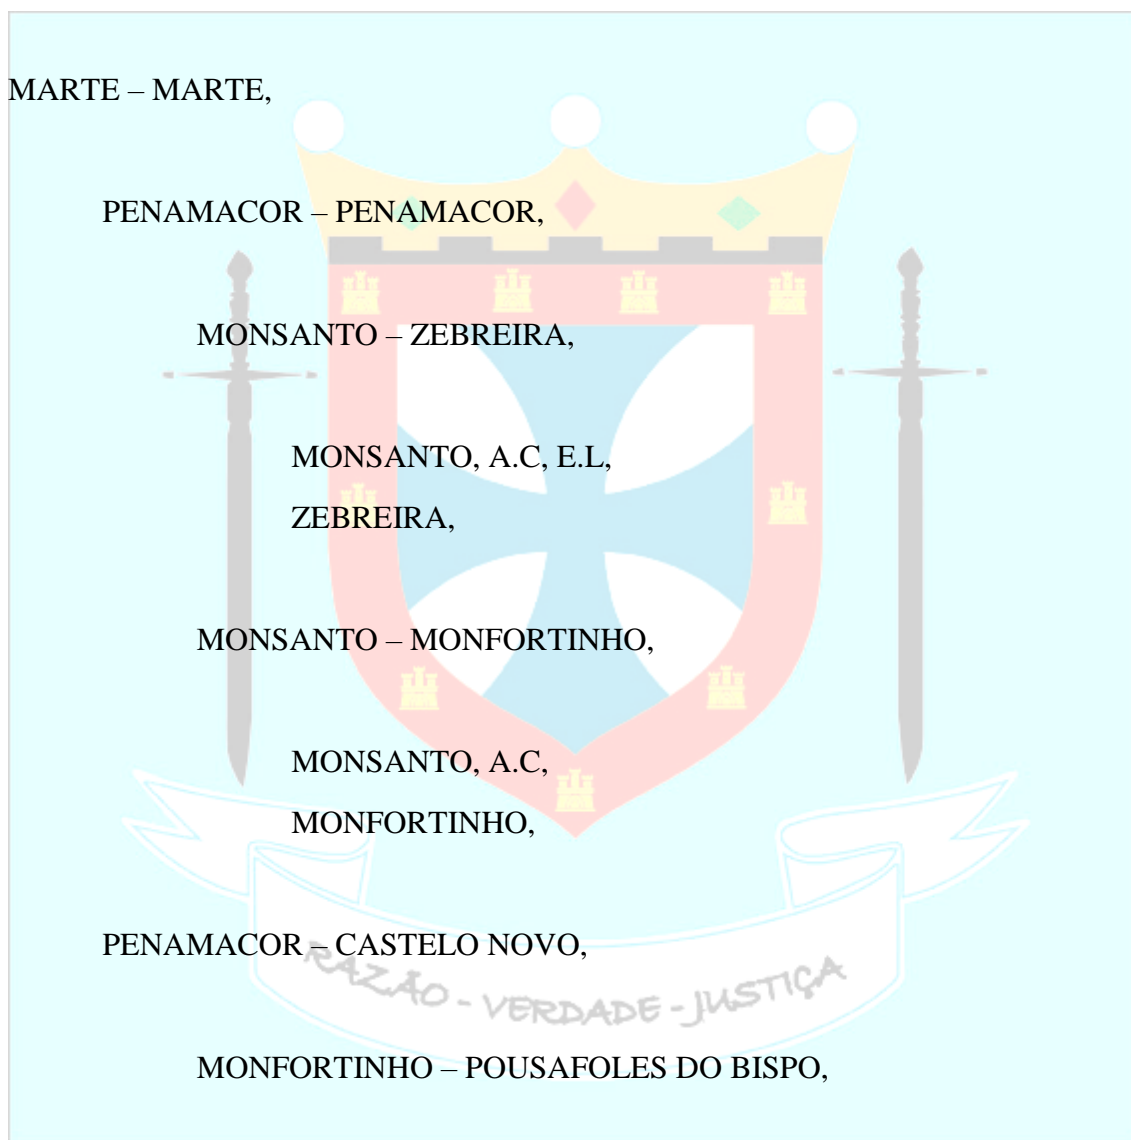 MARTE – MARTE,
PENAMACOR – PENAMACOR,
MONSANTO – ZEBREIRA,
MONSANTO, A.C, E.L,
ZEBREIRA,
MONSANTO – MONFORTINHO,
MONSANTO, A.C,
MONFORTINHO,
PENAMACOR – CASTELO NOVO,
RAZÃO - VERDADE - JUSTIÇA
MONFORTINHO – POUSAFOLES DO BISPO,